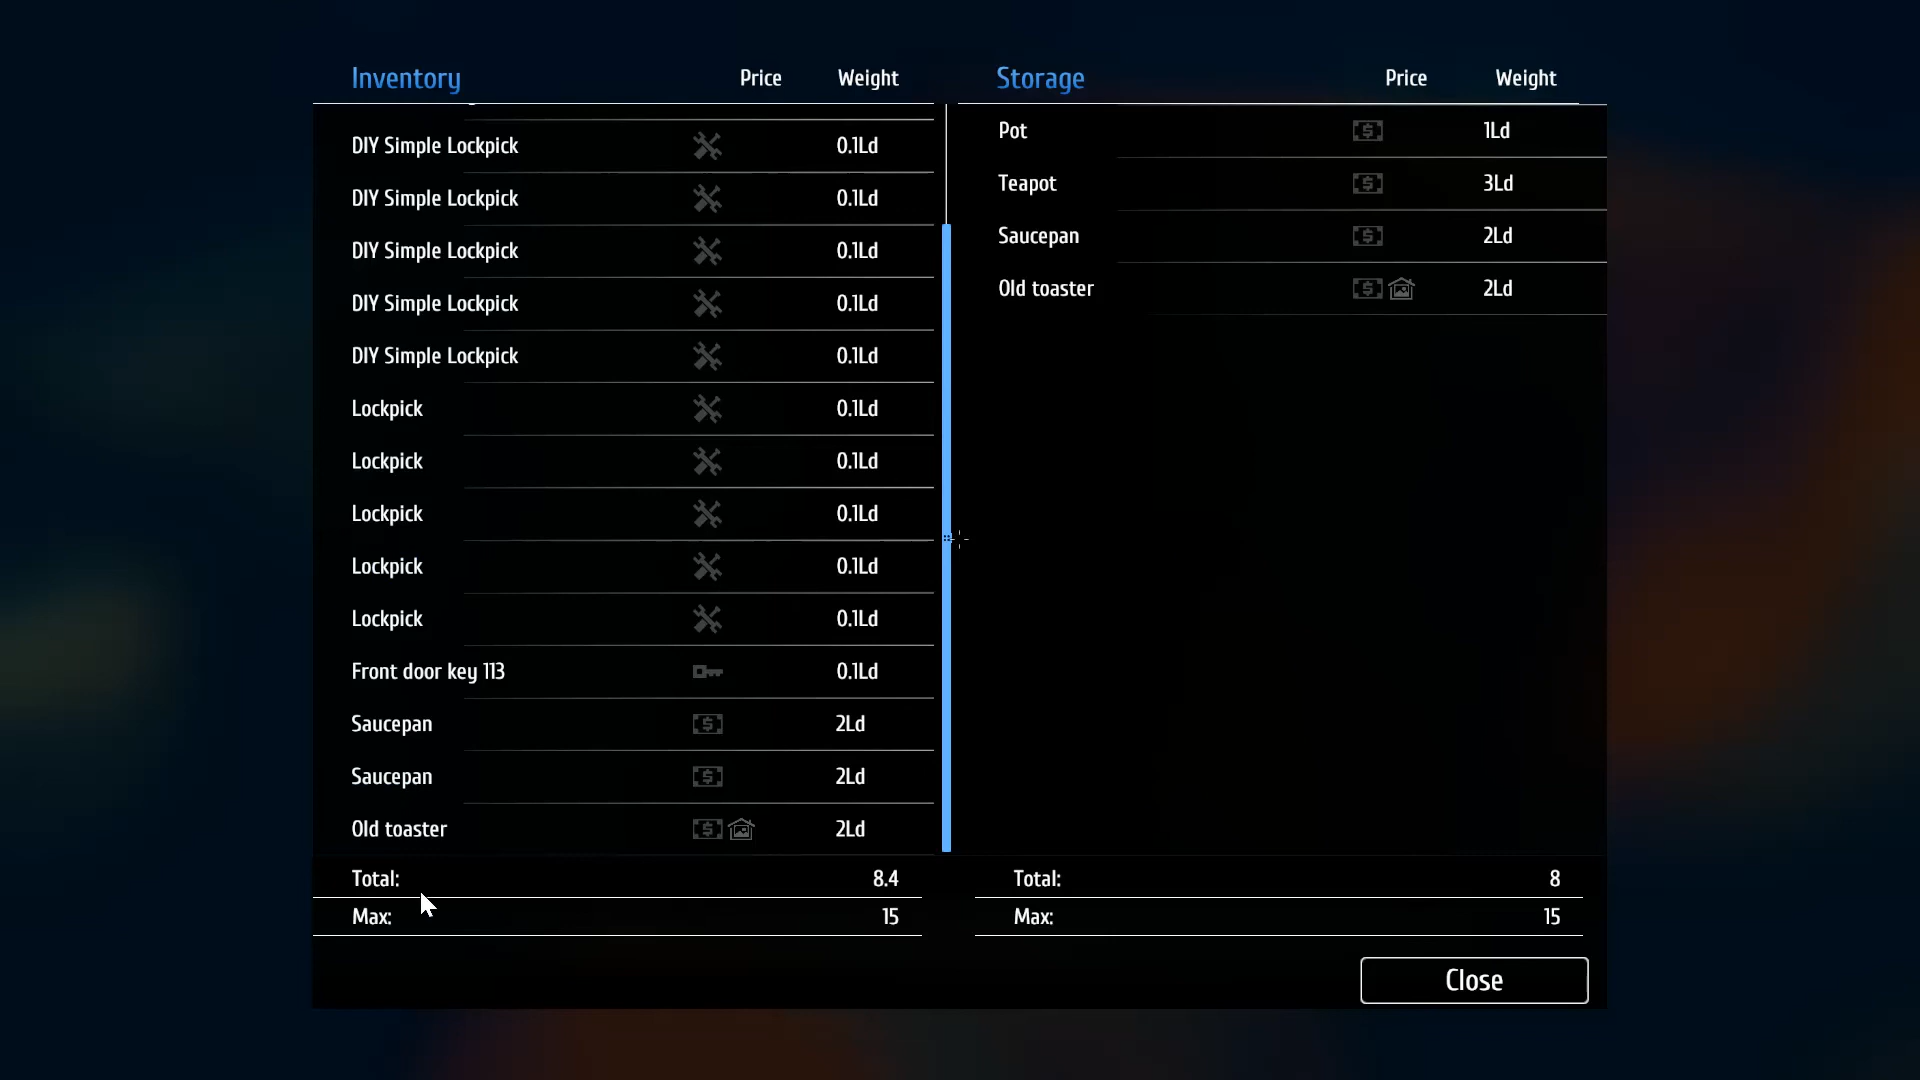 Inventory Price Weight
DIY Simple Lockpick 0.1Ld
DIY Simple Lockpick 0.1Ld
DIY Simple Lockpick 0.1Ld
DIY Simple Lockpick 0.1Ld
DIY Simple Lockpick 0.1Ld
Lockpick 0.1Ld
Lockpick 0.1Ld
Lockpick 0.1Ld
Lockpick 0.1Ld
Lockpick 0.1Ld
Front door key 113 0.1Ld
Saucepan 2Ld
Saucepan 2Ld
Old toaster 2Ld
Total: 8.4
Max: 15
Storage Price Weight
Pot 1Ld
Teapot 3Ld
Saucepan 2Ld
Old toaster 2Ld
Total: 8
Max: 15
Close